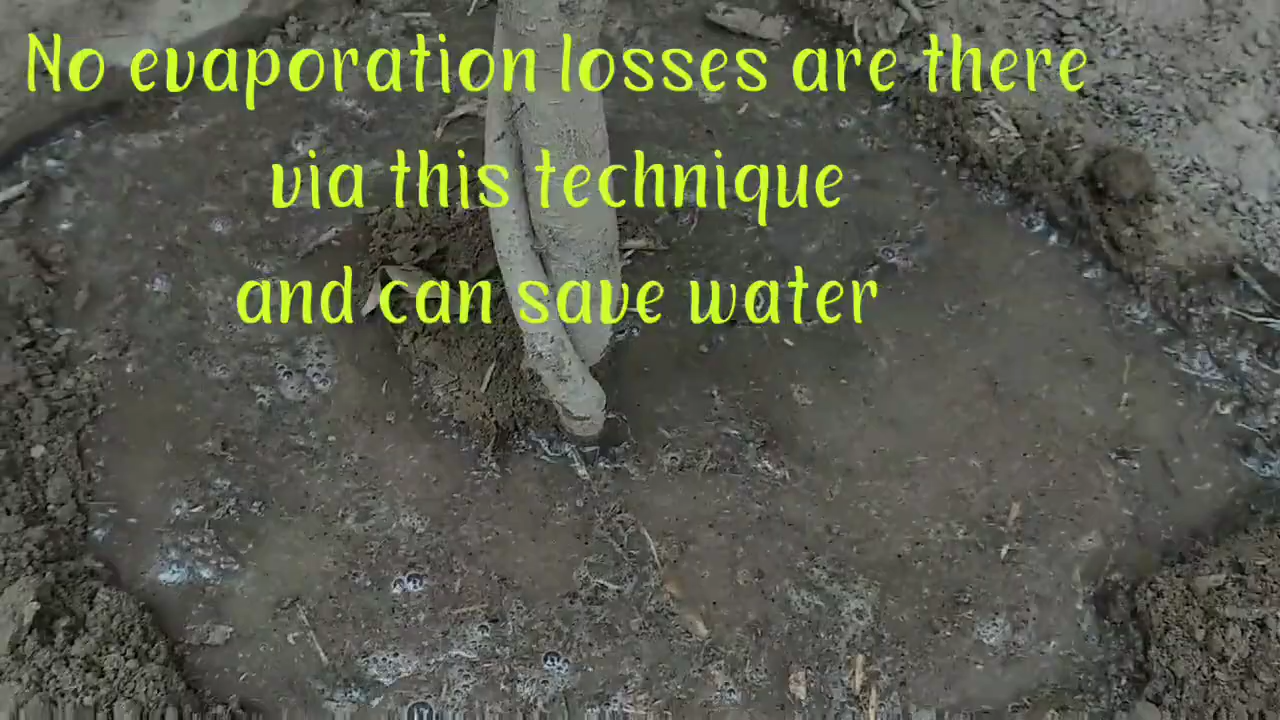 No evaporation losses are there
via this technique
and can save water